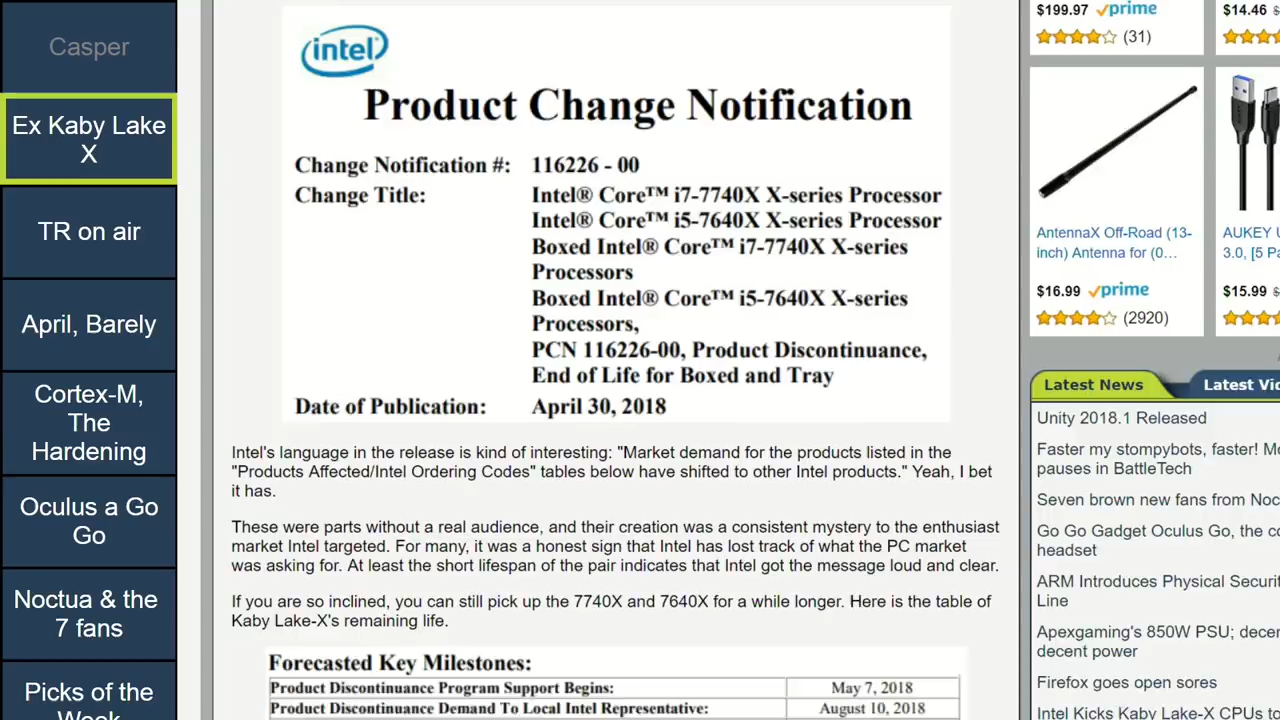 Casper
Ex Kaby Lake
X
TR on air
April, Barely
Cortex-M,
The
Hardening
Oculus a Go
Go
Noctua & the
7 fans
Picks of the
Week
intel
Product Change Notification
Change Notification #: 116226 - 00
Change Title: Intel® Core™ i7-7740X X-series Processor
Intel® Core™ i5-7640X X-series Processor
Boxed Intel® Core™ i7-7740X X-series
Processors
Boxed Intel® Core™ i5-7640X X-series
Processors,
PCN 116226-00, Product Discontinuance,
End of Life for Boxed and Tray
Date of Publication: April 30, 2018
Intel's language in the release is kind of interesting: "Market demand for the products listed in the
"Products Affected/Intel Ordering Codes" tables below have shifted to other Intel products." Yeah, I bet
it has.
These were parts without a real audience, and their creation was a consistent mystery to the enthusiast
market Intel targeted. For many, it was a honest sign that Intel has lost track of what the PC market
was asking for. At least the short lifespan of the pair indicates that Intel got the message loud and clear.
If you are so inclined, you can still pick up the 7740X and 7640X for a while longer. Here is the table of
Kaby Lake-X's remaining life.
Forecasted Key Milestones:
Product Discontinuance Program Support Begins: May 7, 2018
Product Discontinuance Demand To Local Intel Representative: August 10, 2018
$199.97 prime
(31)
$14.46
AntennaX Off-Road (13-
inch) Antenna for (0…
$16.99 prime
(2920)
AUKEY
3.0, [5
$15.99
Latest News
Latest
Unity 2018.1 Released
Faster my stompybots, faster!
pauses in BattleTech
Seven brown new fans from
Go Go Gadget Oculus Go, the
headset
ARM Introduces Physical
Line
Apexgaming's 850W PSU;
decent power
Firefox goes open sores
Intel Kicks Kaby Lake-X CPUs